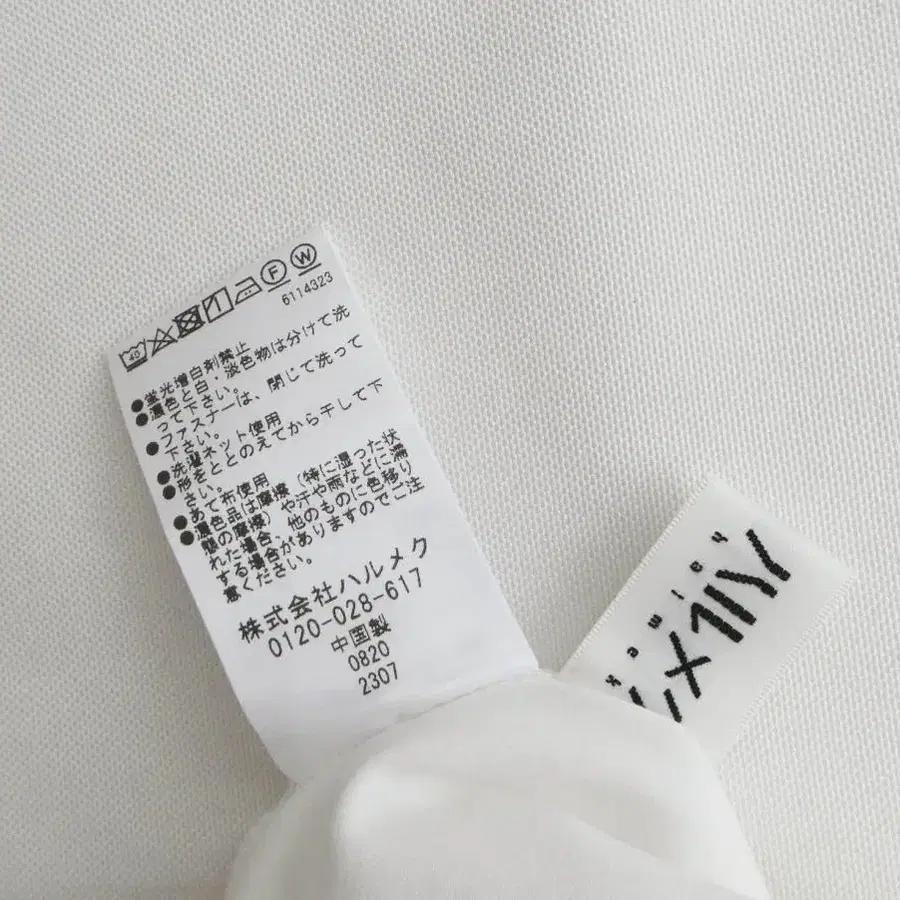 40
F
W
6114323
●蛍光増白剤禁止
●濃色と白・淡色物は分けて洗
って下さい。
●ファスナーは、閉じて洗って
下さい。
●洗濯ネット使用
●形をととのえてから干して下
さい。
●あて布使用
●濃色品は摩擦（特に湿った状
態の摩擦）や汗や雨などに濡
れた場合、他のものに色移り
する場合がありますのでご注
意ください。
株式会社ハルメク
0120-028-617
中国製
0820
2307